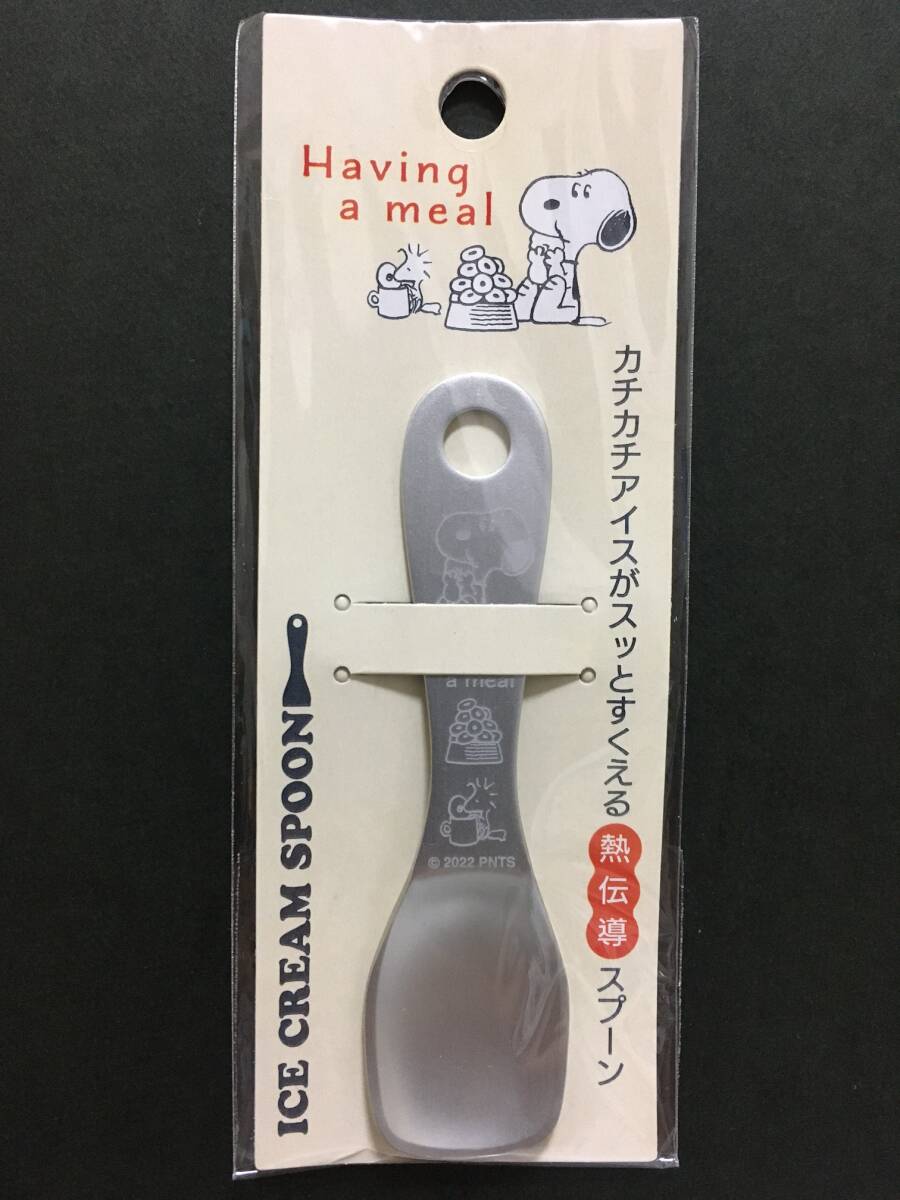 Having
a meal
カチカチアイスがスッとすくえる熱伝導スプーン
ICE CREAM SPOON
a meal
© 2022 PNTS